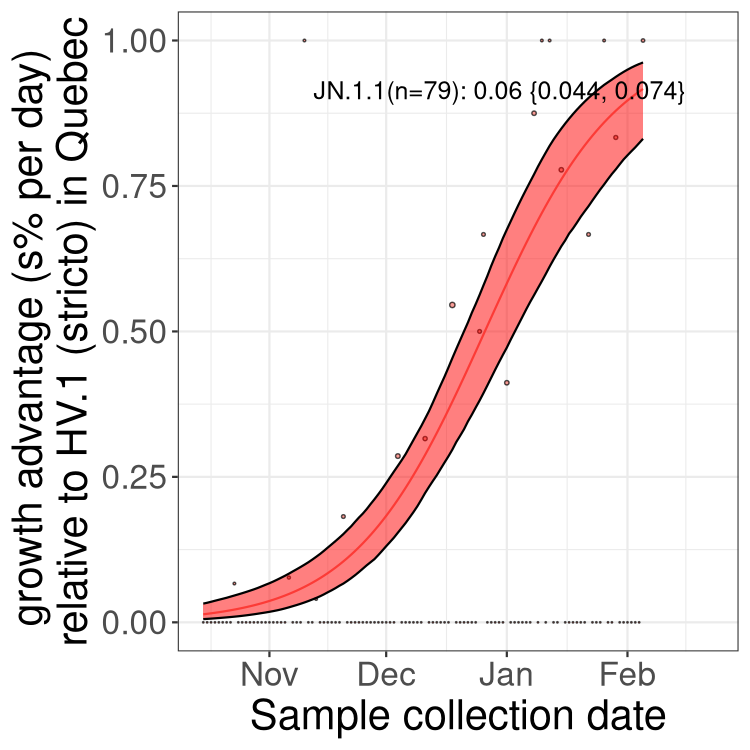 growth advantage (s% per day)
relative to HV.1 (stricto) in Quebec
1.00
0.75
0.50
0.25
0.00
JN.1.1(n=79): 0.06 {0.044, 0.074}
Nov Dec Jan Feb
Sample collection date